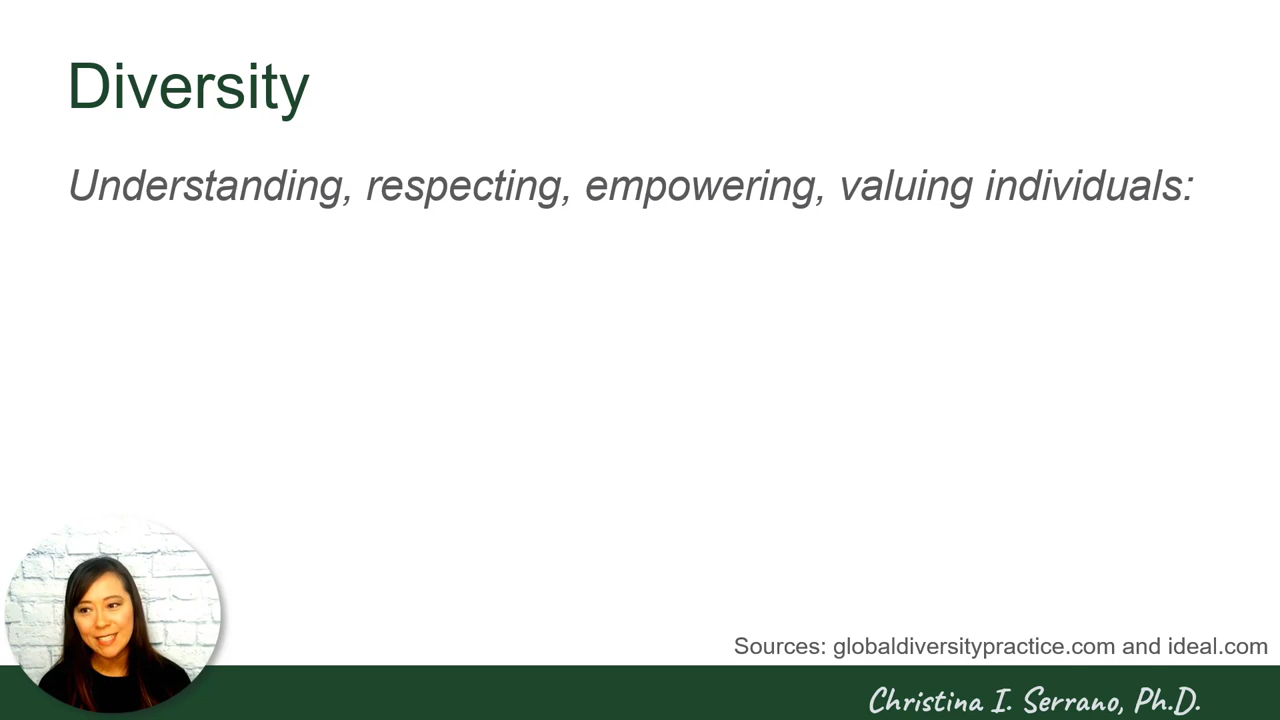 Diversity
Understanding, respecting, empowering, valuing individuals:
Sources: globaldiversitypractice.com and ideal.com
Christina I. Serrano, Ph.D.